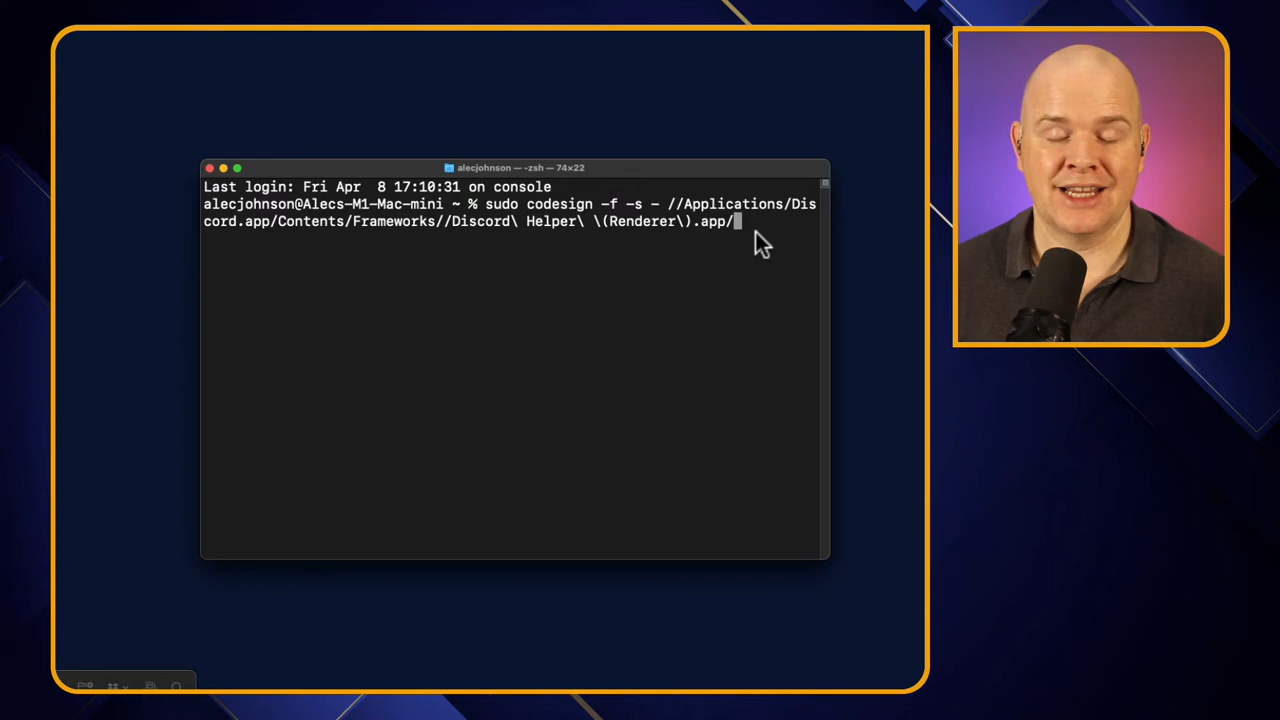 alecjohnson — -zsh — 74×22
Last login: Fri Apr  8 17:10:31 on console
alecjohnson@Alecs-M1-Mac-mini ~ % sudo codesign -f -s - //Applications/Dis
cord.app/Contents/Frameworks//Discord\ Helper\ \(Renderer\).app/